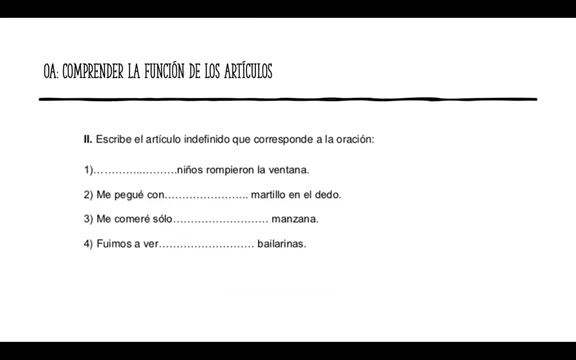 OA: COMPRENDER LA FUNCIÓN DE LOS ARTÍCULOS
II. Escribe el artículo indefinido que corresponde a la oración:
1)…………..……….niños rompieron la ventana.
2) Me pegué con………………….. martillo en el dedo.
3) Me comeré sólo……………………… manzana.
4) Fuimos a ver……………………… bailarinas.